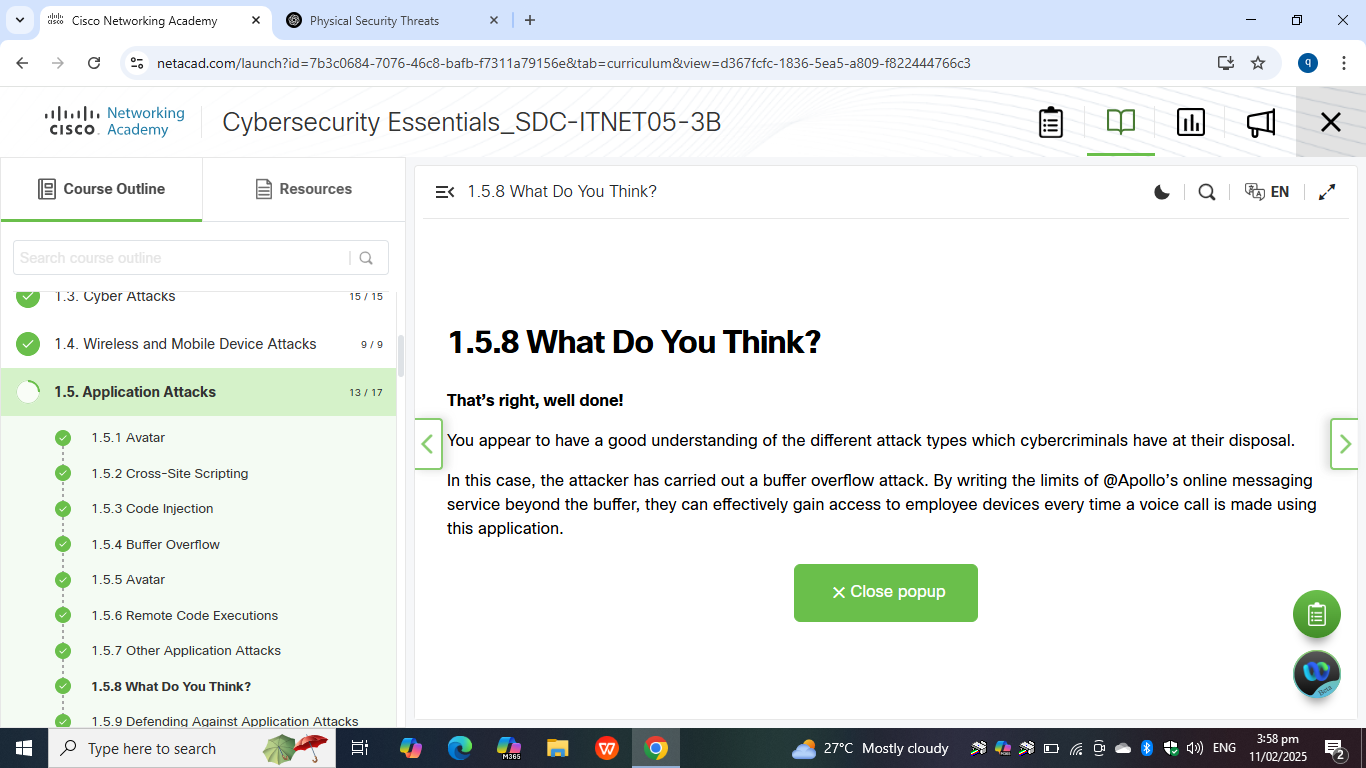 Cisco Networking Academy
Physical Security Threats
netacad.com/launch?id=7b3c0684-7076-46c8-bafb-f7311a79156e&tab=curriculum&view=d367fcfc-1836-5ea5-a809-f822444766c3
q
CISCO Networking Academy
Cybersecurity Essentials_SDC-ITNET05-3B
Course Outline
Resources
Search course outline
1.3. Cyber Attacks 15 / 15
1.4. Wireless and Mobile Device Attacks 9 / 9
1.5. Application Attacks 13 / 17
1.5.1 Avatar
1.5.2 Cross-Site Scripting
1.5.3 Code Injection
1.5.4 Buffer Overflow
1.5.5 Avatar
1.5.6 Remote Code Executions
1.5.7 Other Application Attacks
1.5.8 What Do You Think?
1.5.9 Defending Against Application Attacks
1.5.8 What Do You Think?
EN
1.5.8 What Do You Think?
That's right, well done!
You appear to have a good understanding of the different attack types which cybercriminals have at their disposal.
In this case, the attacker has carried out a buffer overflow attack. By writing the limits of @Apollo's online messaging
service beyond the buffer, they can effectively gain access to employee devices every time a voice call is made using
this application.
Close popup
Beta
Type here to search
M365
W
27°C Mostly cloudy
ENG
3:58 pm
11/02/2025
2